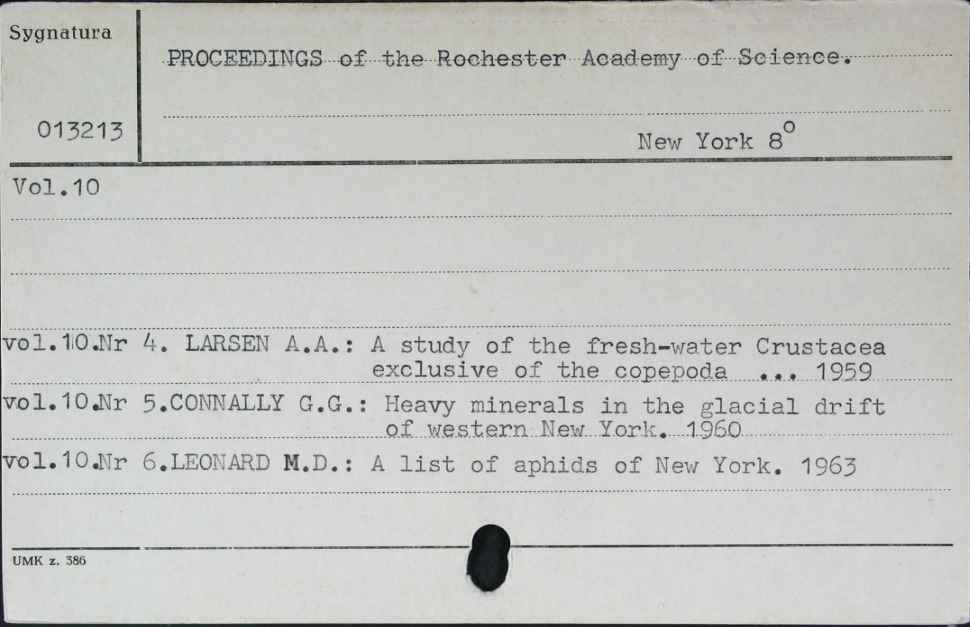 Sygnatura
PROCEEDINGS of the Rochester Academy of Science.
013213
New York 8°
Vol.10
vol.10.Nr 4. LARSEN A.A.: A study of the fresh-water Crustacea
exclusive of the copepoda ... 1959
vol.10.Nr 5.CONNALLY G.G.: Heavy minerals in the glacial drift
of western New York. 1960
vol.10.Nr 6.LEONARD M.D.: A list of aphids of New York. 1963
UMK z. 386